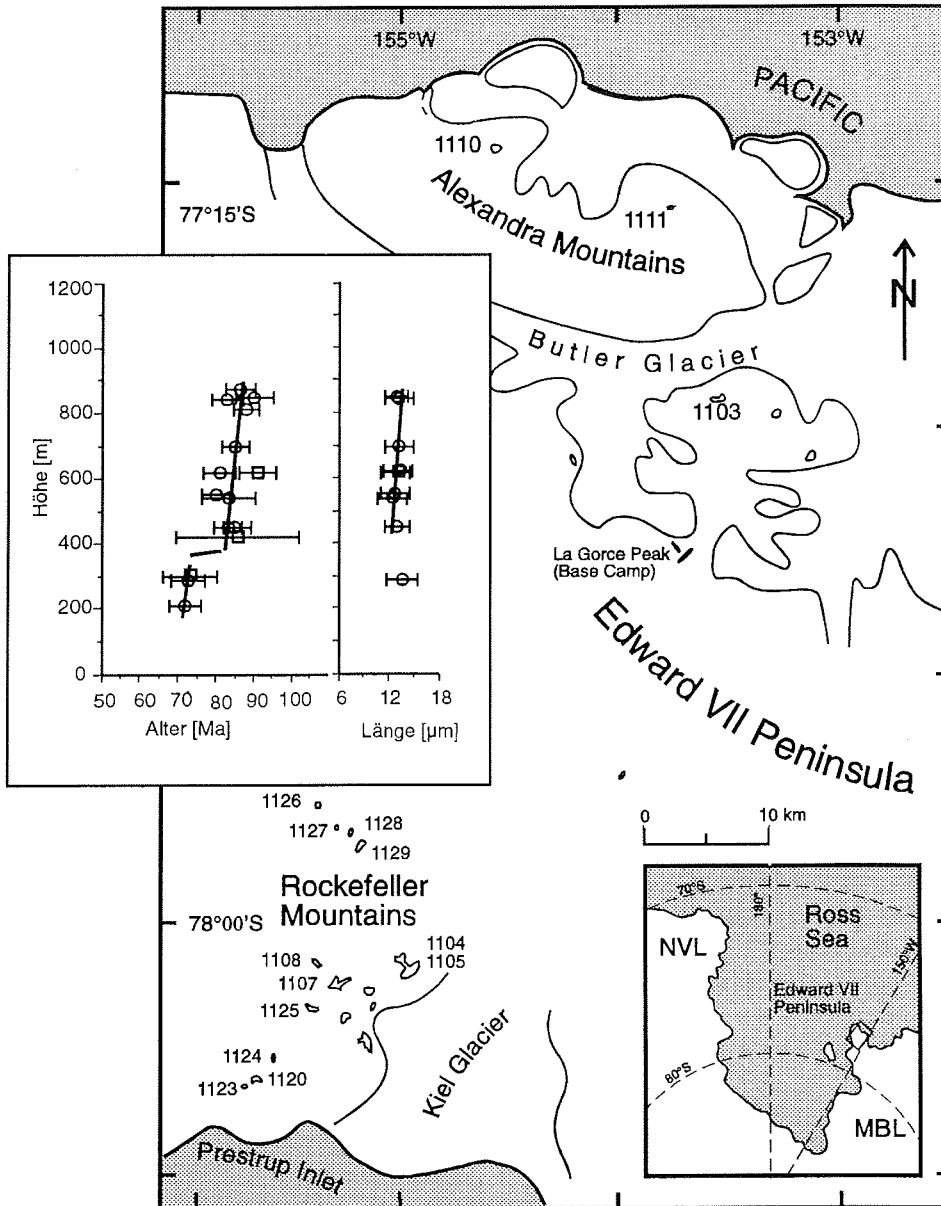 155°W
153°W
PACIFIC
1110
77°15'S
1111
Alexandra Mountains
N
Butler Glacier
1103
La Gorce Peak
(Base Camp)
Edward VII Peninsula
1200
1000
800
600
400
200
0
Höhe [m]
50
60
70
80
90
100
Alter [Ma]
6
12
18
Länge [µm]
0
10 km
1126
1127
1128
1129
Rockefeller
Mountains
78°00'S
1108
1104
1105
1107
1125
1124
1123
1120
Kiel Glacier
Prestrup Inlet
70°S
180°
Ross
Sea
NVL
150°W
Edward VII
Peninsula
80°S
MBL